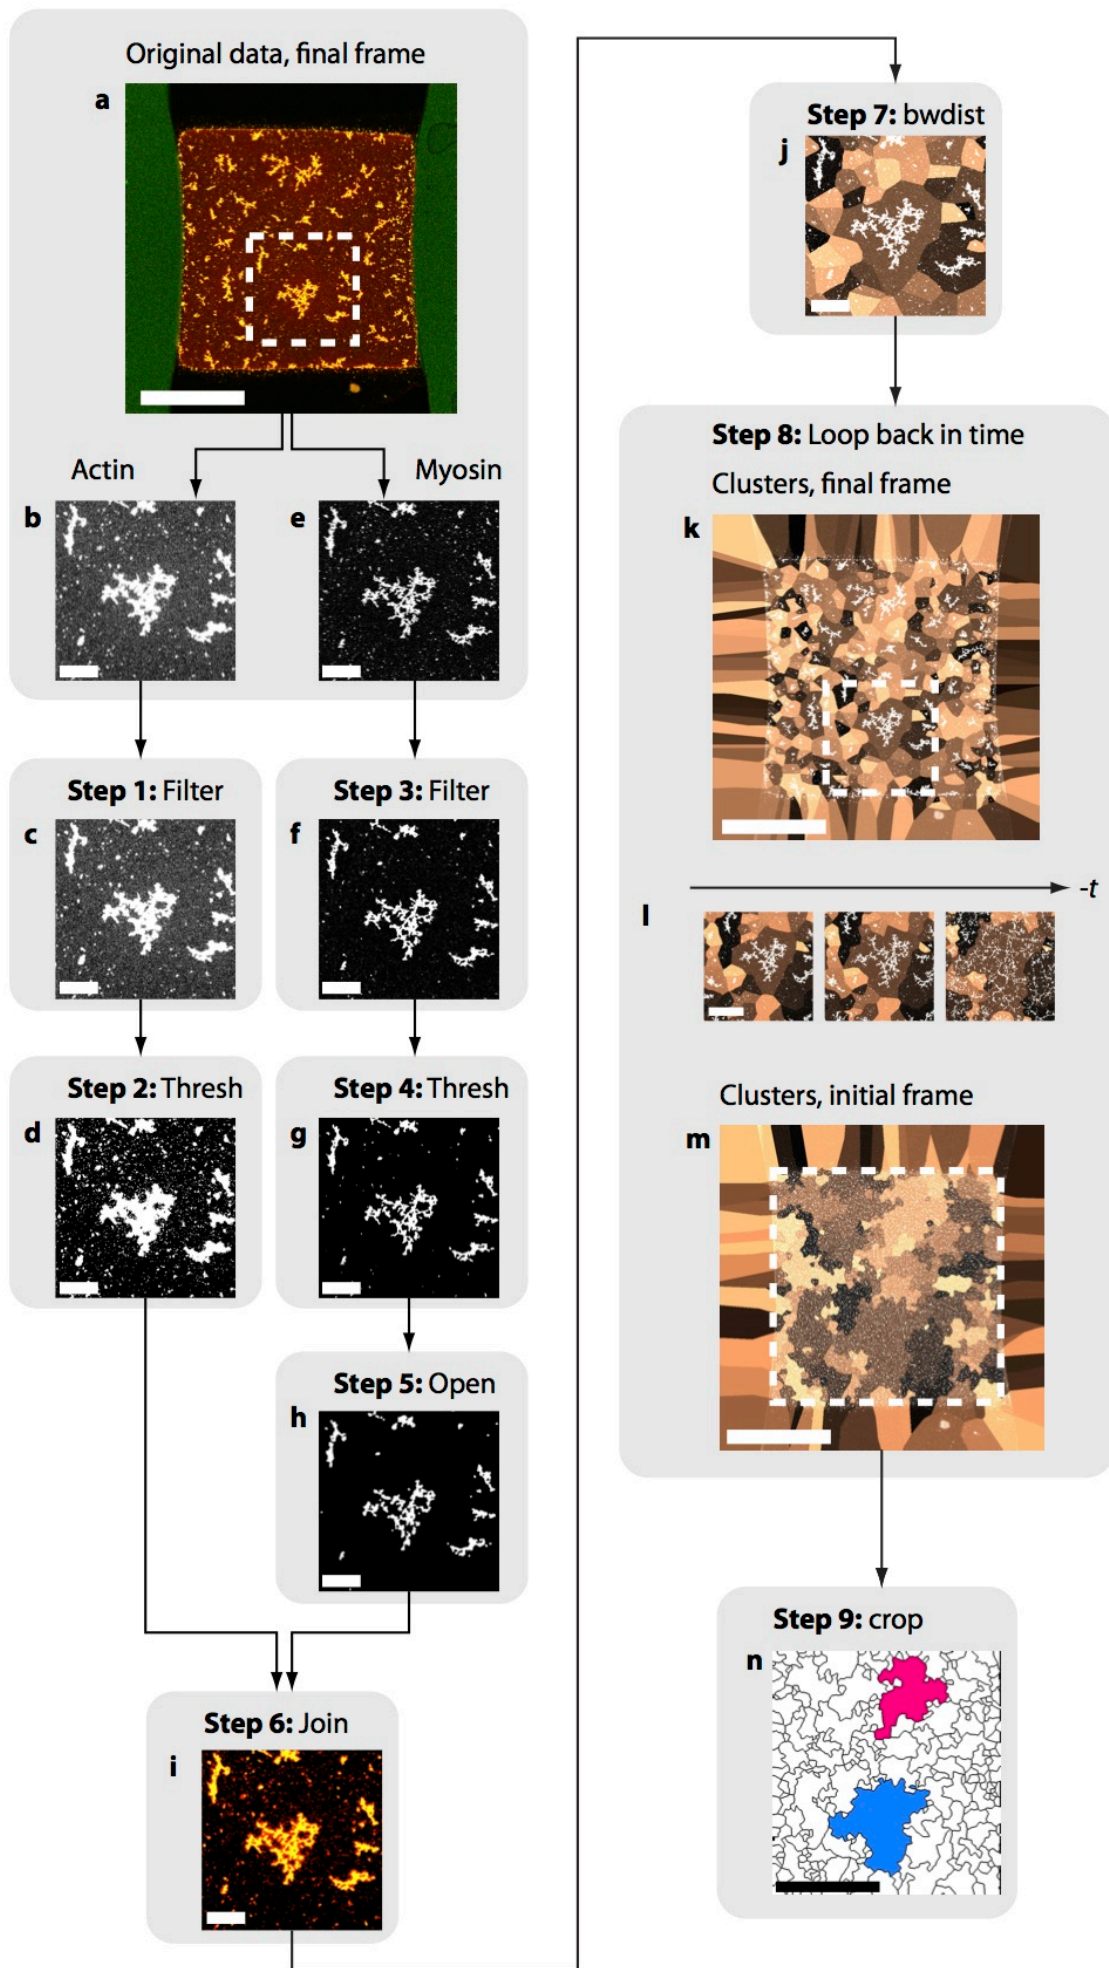 Original data, final frame
a
Actin
Myosin
b
e
Step 1: Filter
c
Step 3: Filter
f
Step 2: Thresh
d
Step 4: Thresh
g
Step 5: Open
h
Step 6: Join
i
Step 7: bwdist
j
Step 8: Loop back in time
Clusters, final frame
k
-t
l
Clusters, initial frame
m
Step 9: crop
n